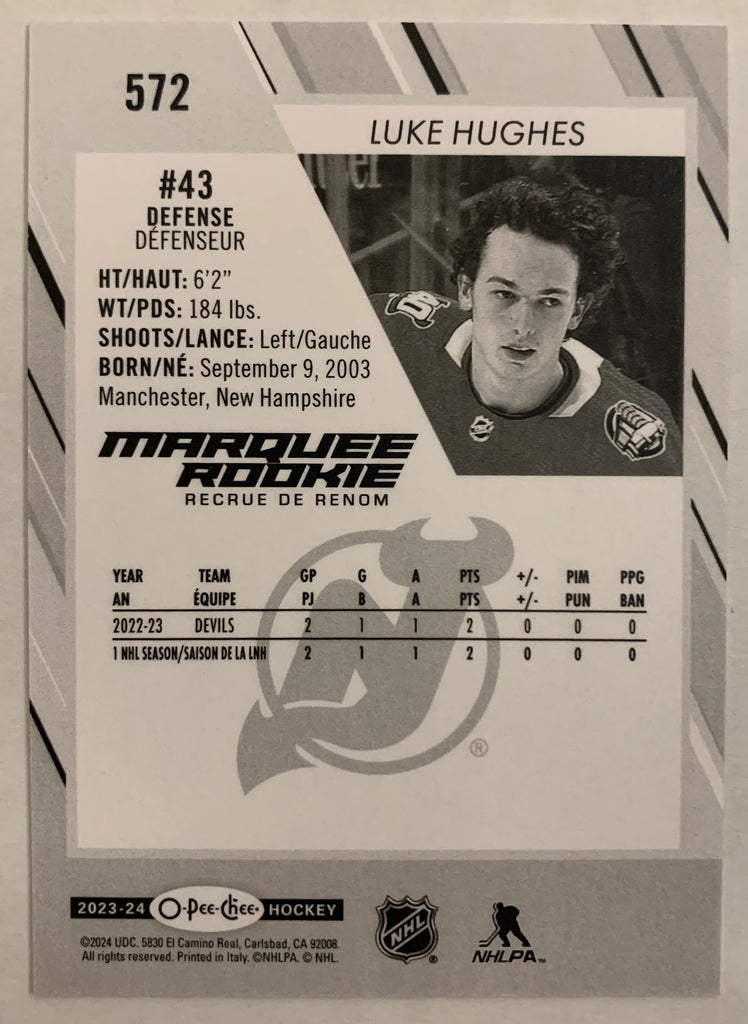 572
LUKE HUGHES
#43
DEFENSE
DÉFENSEUR
HT/HAUT: 6'2"
WT/PDS: 184 lbs.
SHOOTS/LANCE: Left/Gauche
BORN/NÉ: September 9, 2003
Manchester, New Hampshire
MARQUEE
ROOKIE
RECRUE DE RENOM
YEAR TEAM GP G A PTS +/- PIM PPG
AN ÉQUIPE PJ B A PTS +/- PUN BAN
2022-23 DEVILS 2 1 1 2 0 0 0
1 NHL SEASON/SAISON DE LA LNH 2 1 1 2 0 0 0
®
2023-24 O-Pee-Chee HOCKEY
©2024 UDC. 5830 El Camino Real, Carlsbad, CA 92008.
All rights reserved. Printed in Italy. ©NHLPA. © NHL.
NHL ®
NHLPA™